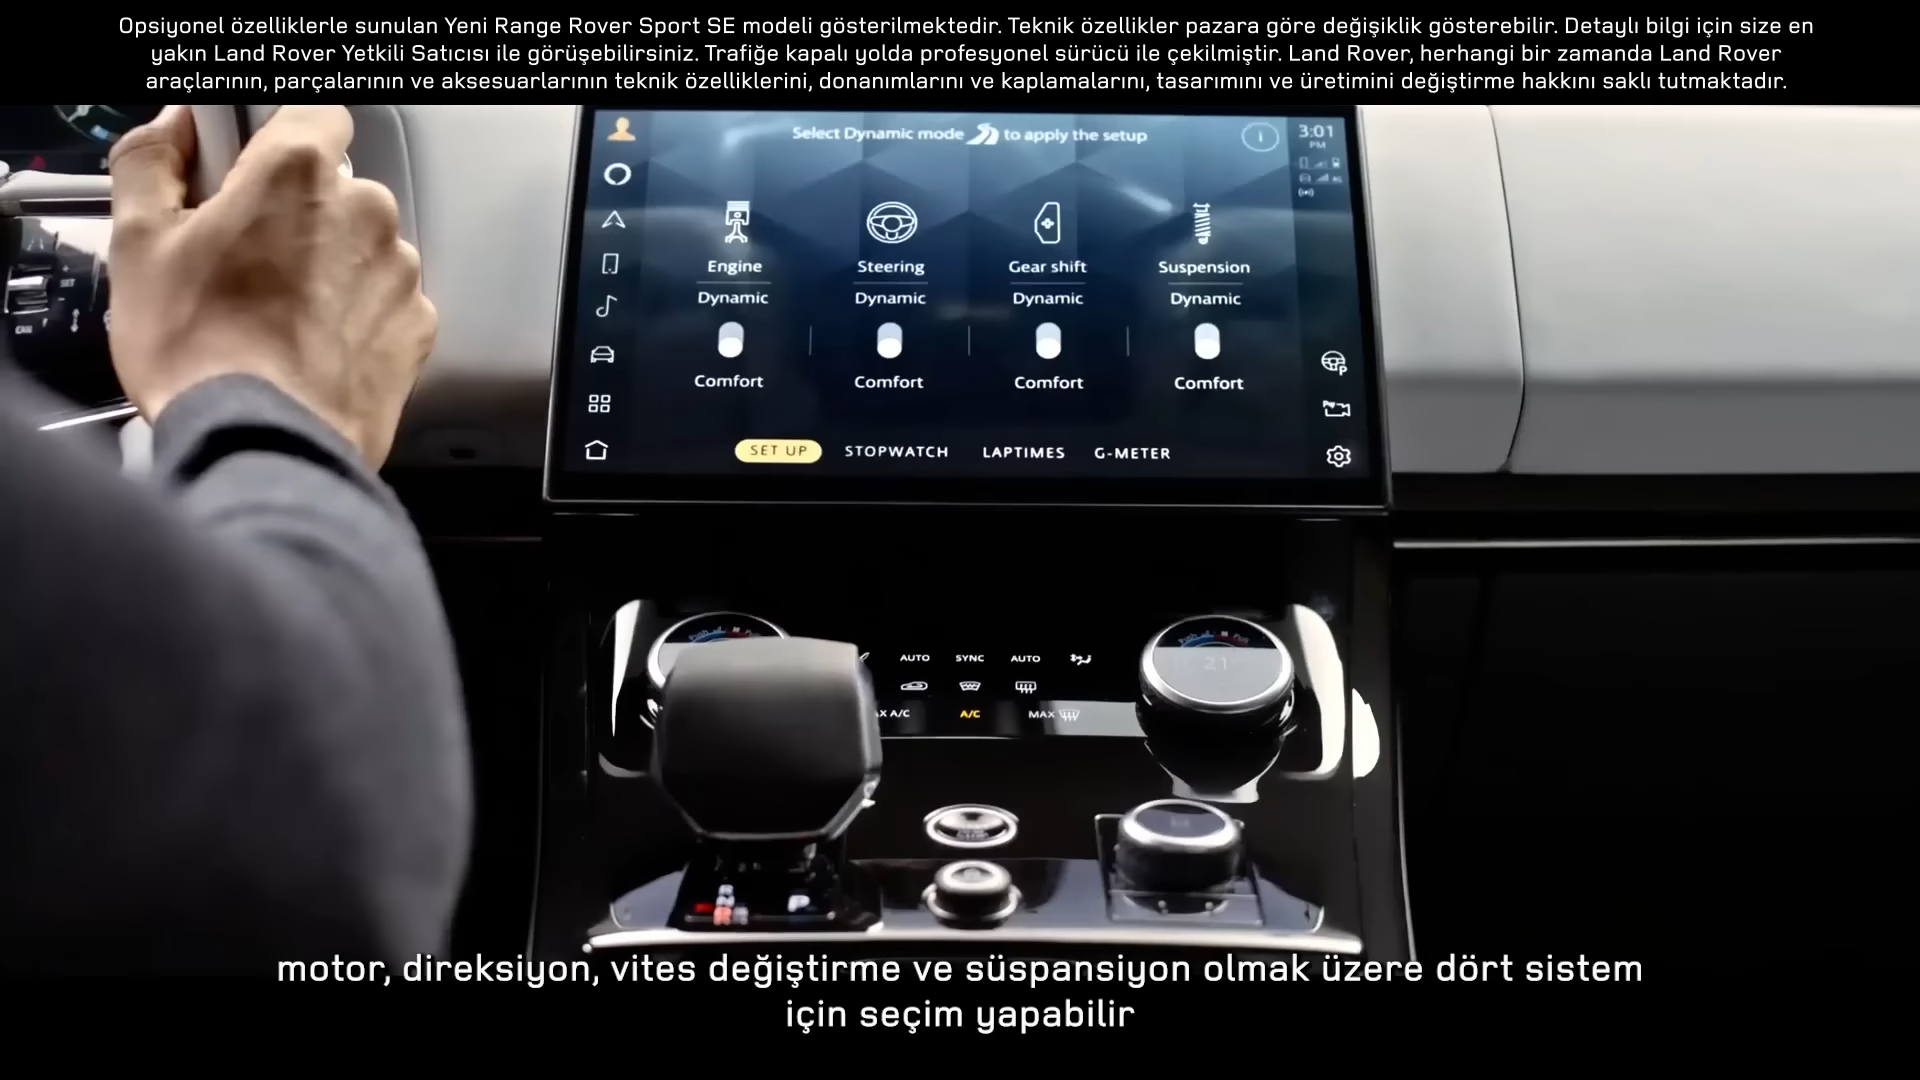 Opsiyonel özelliklerle sunulan Yeni Range Rover Sport SE modeli gösterilmektedir. Teknik özellikler pazara göre değişiklik gösterebilir. Detaylı bilgi için size en
yakın Land Rover Yetkili Satıcısı ile görüşebilirsiniz. Trafiğe kapalı yolda profesyonel sürücü ile çekilmiştir. Land Rover, herhangi bir zamanda Land Rover
araçlarının, parçalarının ve aksesuarlarının teknik özelliklerini, donanımlarını ve kaplamalarını, tasarımını ve üretimini değiştirme hakkını saklı tutmaktadır.
Select Dynamic mode to apply the setup
3:01
PM
Engine Steering Gear shift Suspension
Dynamic Dynamic Dynamic Dynamic
Comfort Comfort Comfort Comfort
SET UP STOPWATCH LAPTIMES G-METER
SET
CAN
AUTO SYNC AUTO
21
A/C A/C MAX
P
motor, direksiyon, vites değiştirme ve süspansiyon olmak üzere dört sistem
için seçim yapabilir